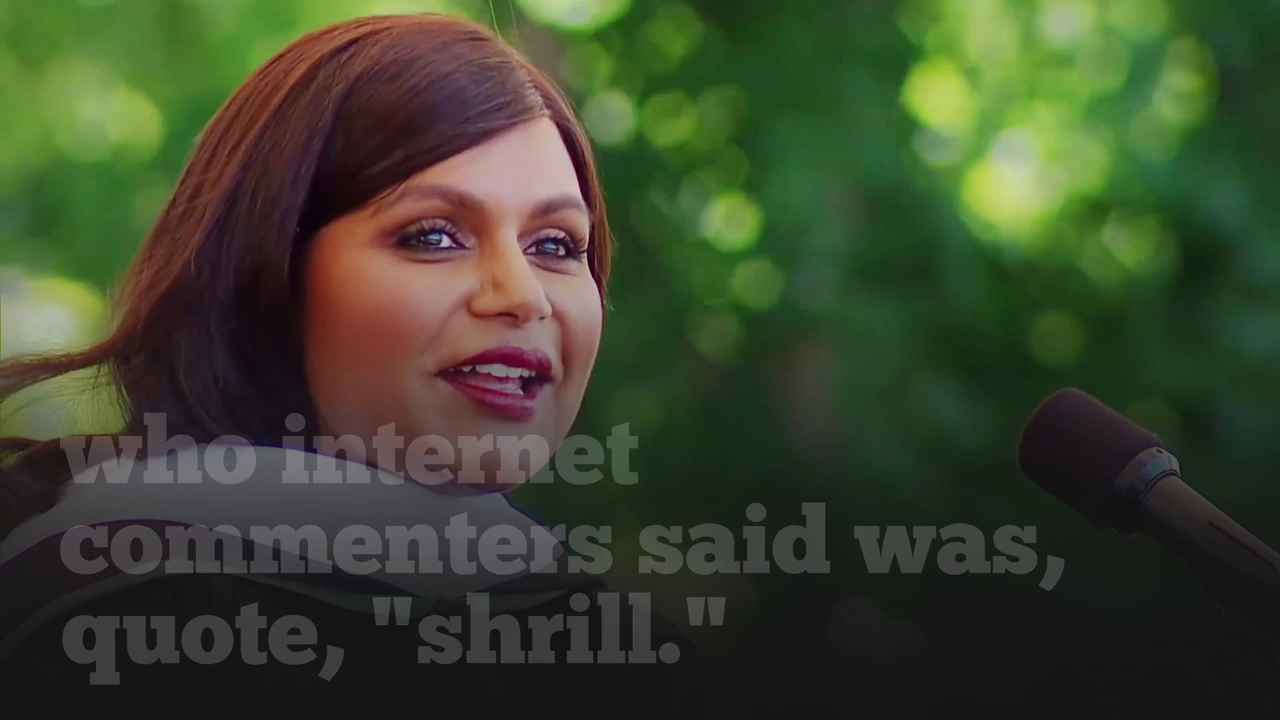 who internet
commenters said was,
quote, "shrill."